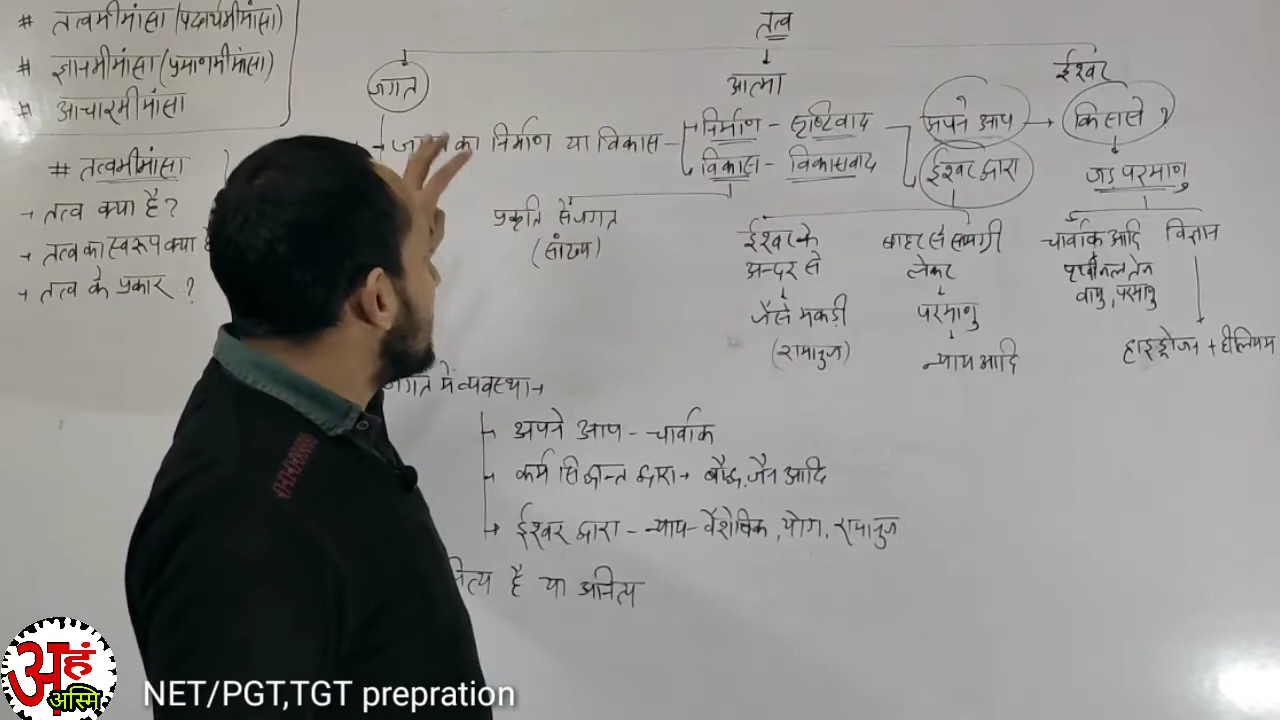 # तत्वमीमांसा (पदार्थमीमांसा)
# ज्ञानमीमांसा (प्रमाणमीमांसा)
# आचारमीमांसा
# तत्वमीमांसा
→ तत्व क्या है?
→ तत्व का स्वरूप क्या है
→ तत्व के प्रकार ?
तत्व
जगत
आत्मा
ईश्वर
का निर्माण या विकास
निर्माण - सृष्टिवाद
विकास - विकासवाद
अपने आप → किससे ?
ईश्वर द्वारा
जड़ परमाणु
प्रकृति से जगत
(सांख्य)
ईश्वर के
अन्दर से
जैसे मकड़ी
(रामानुज)
बाहर से सामग्री
लेकर
परमाणु
न्याय आदि
चार्वाक आदि
पृथ्वी जल तेज
वायु, परमाणु
विज्ञान
हाइड्रोजन + हीलियम
जगत में व्यवस्था →
अपने आप - चार्वाक
कर्म सिद्धान्त द्वारा → बौद्ध, जैन आदि
ईश्वर द्वारा - न्याय - वैशेषिक, योग, रामानुज
नित्य है या अनित्य
अहं
अस्मि
NET/PGT,TGT prepration